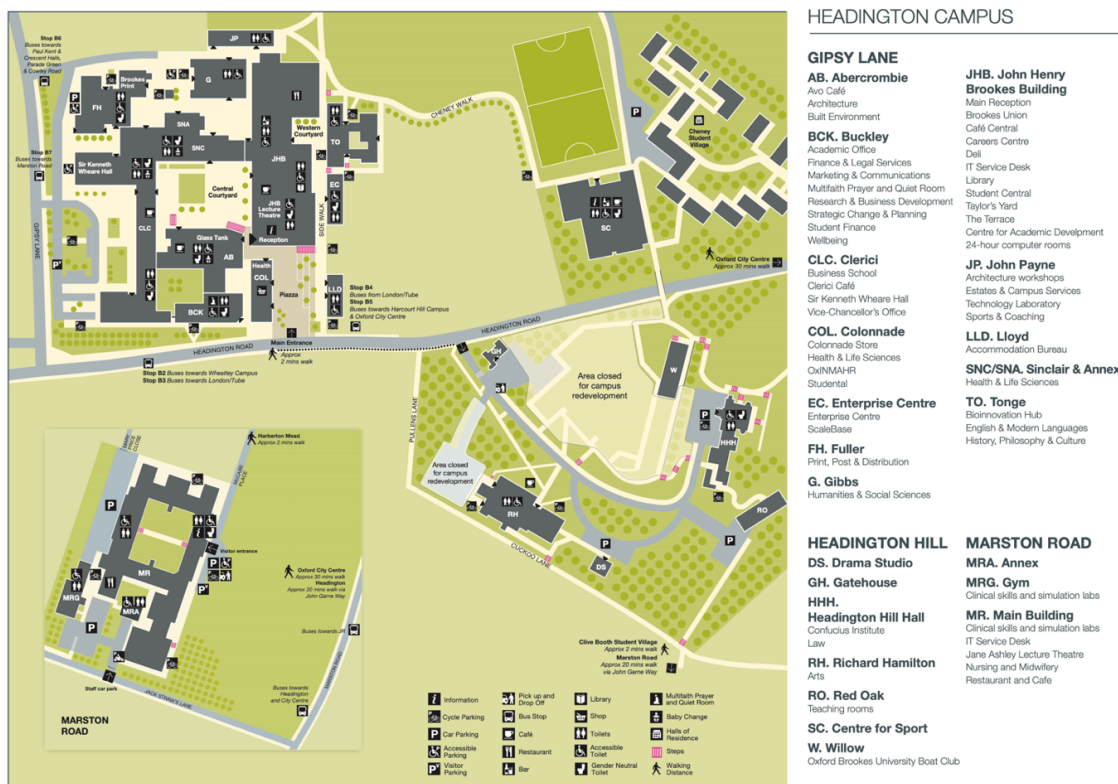 HEADINGTON CAMPUS
GIPSY LANE
AB. Abercrombie
Avo Café
Architecture
Built Environment
BCK. Buckley
Academic Office
Finance & Legal Services
Marketing & Communications
Multifaith Prayer and Quiet Room
Research & Business Development
Strategic Change & Planning
Student Finance
Wellbeing
CLC. Clerici
Business School
Clerici Café
Sir Kenneth Wheare Hall
Vice-Chancellor's Office
COL. Colonnade
Colonnade Store
Health & Life Sciences
OxINMAHR
Studental
EC. Enterprise Centre
Enterprise Centre
ScaleBase
FH. Fuller
Print, Post & Distribution
G. Gibbs
Humanities & Social Sciences
JHB. John Henry
Brookes Building
Main Reception
Brookes Union
Café Central
Careers Centre
Deli
IT Service Desk
Library
Student Central
Taylor's Yard
The Terrace
Centre for Academic Develpment
24-hour computer rooms
JP. John Payne
Architecture workshops
Estates & Campus Services
Technology Laboratory
Sports & Coaching
LLD. Lloyd
Accommodation Bureau
SNC/SNA. Sinclair & Annex
Health & Life Sciences
TO. Tonge
Bioinnovation Hub
English & Modern Languages
History, Philosophy & Culture
HEADINGTON HILL
DS. Drama Studio
GH. Gatehouse
HHH.
Headington Hill Hall
Confucius Institute
Law
RH. Richard Hamilton
Arts
RO. Red Oak
Teaching rooms
SC. Centre for Sport
W. Willow
Oxford Brookes University Boat Club
MARSTON ROAD
MRA. Annex
MRG. Gym
Clinical skills and simulation labs
MR. Main Building
Clinical skills and simulation labs
IT Service Desk
Jane Ashley Lecture Theatre
Nursing and Midwifery
Restaurant and Cafe
Stop B6
Buses towards
Paul Kent &
Crescent Halls,
Parade Green
& Cowley Road
Stop B7
Buses towards
Marston Road
GIPSY LANE
JP
G
Brookes
Print
FH
SNA
SNC
Sir Kenneth
Wheare Hall
JHB
Western
Courtyard
TO
EC
Central
Courtyard
CLC
JHB
Lecture
Theatre
SIDE WALK
Glass Tank
Reception
AB
Health
COL
BCK
Piazza
LLD
Stop B4
Buses from London/Tube
Stop B5
Buses towards Harcourt Hill Campus
& Oxford City Centre
CHENEY WALK
Cheney
Student
Village
SC
Oxford City Centre
Approx 30 mins walk
HEADINGTON ROAD
HEADINGTON ROAD
Main Entrance
Approx
2 mins walk
Stop B2 Buses towards Wheatley Campus
Stop B3 Buses towards London/Tube
GH
Area closed
for campus
redevelopment
W
HHH
PULLENS LANE
Area closed
for campus
redevelopment
RH
RO
CUCKOO LANE
DS
P
P
Clive Booth Student Village
Approx 2 mins walk
Marston Road
Approx 20 mins walk
via John Garne Way
MARK
PRICE
CLOSE
Harberton Mead
Approx 2 mins walk
McCABE
PLACE
Visitor entrance
MR
MRG
MRA
Oxford City Centre
Approx 30 mins walk
Headington
Approx 20 mins walk via
John Garne Way
Buses towards JR
Staff car park
JACK STRAW'S LANE
Buses towards
Headington
and City Centre
MARSTON ROAD
MARSTON
ROAD
Information
Cycle Parking
Car Parking
Accessible
Parking
Visitor
Parking
Pick up and
Drop Off
Bus Stop
Café
Restaurant
Bar
Library
Shop
Toilets
Accessible
Toilet
Gender Neutral
Toilet
Multifaith Prayer
and Quiet Room
Baby Change
Halls of
Residence
Steps
Walking
Distance